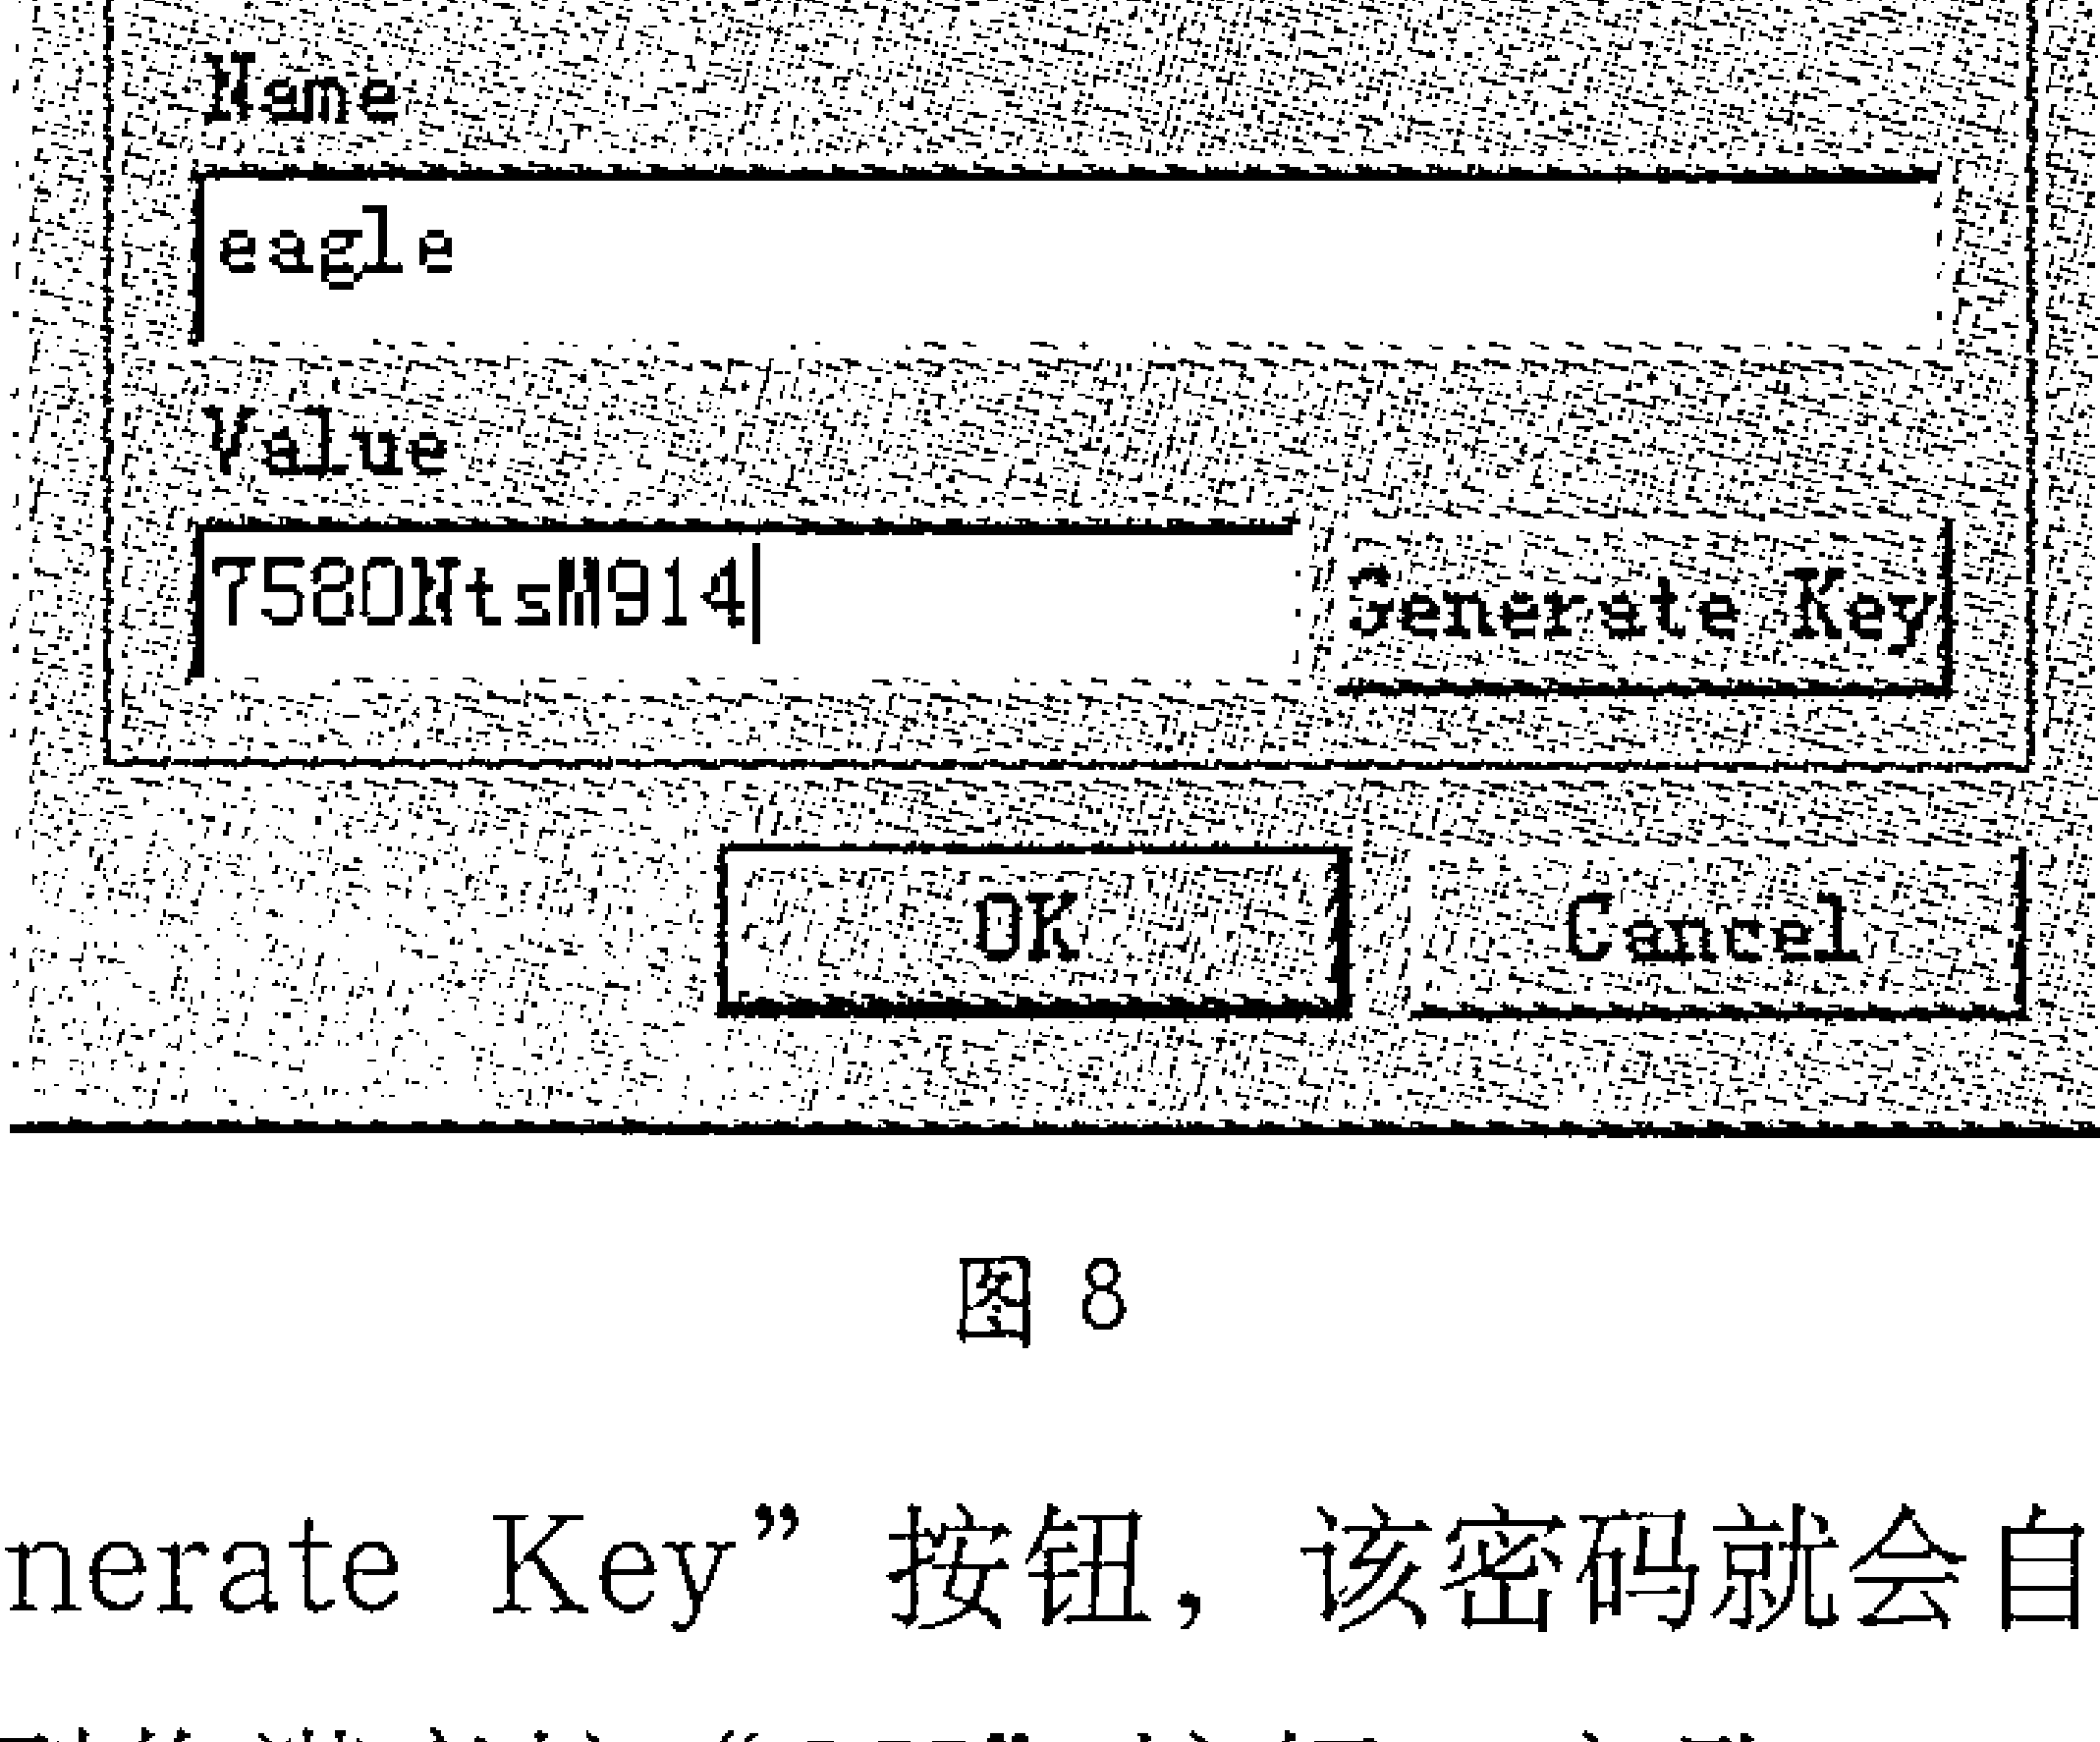 Name
eagle
Value
7580NtsM914
Generate Key
OK Cancel
图 8
nerate Key” 按钮，该密码就会自